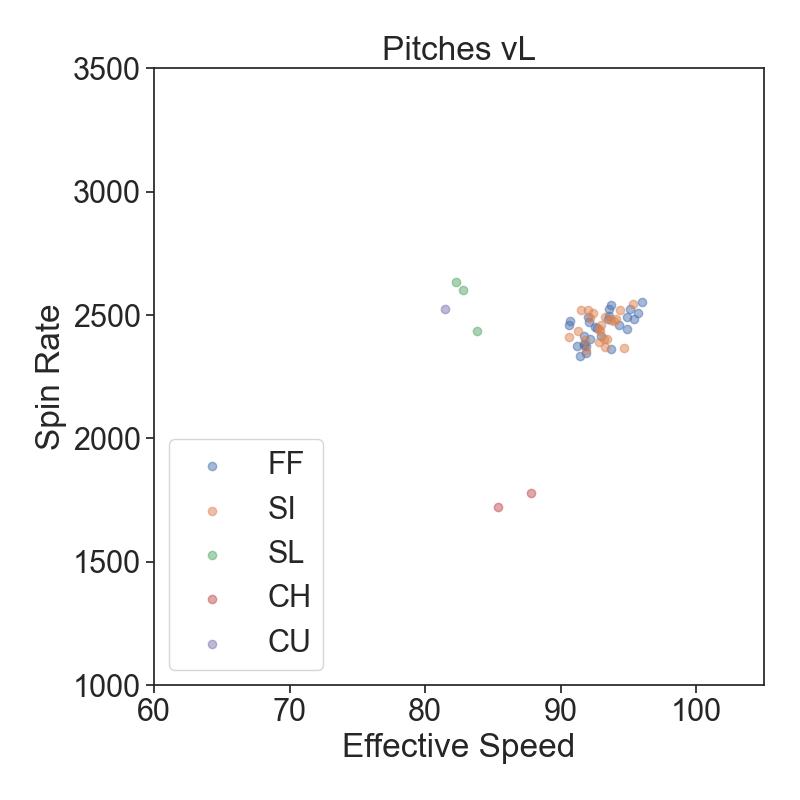 Pitches vL
3500
3000
2500
2000
1500
1000
Spin Rate
FF
SI
SL
CH
CU
60 70 80 90 100
Effective Speed